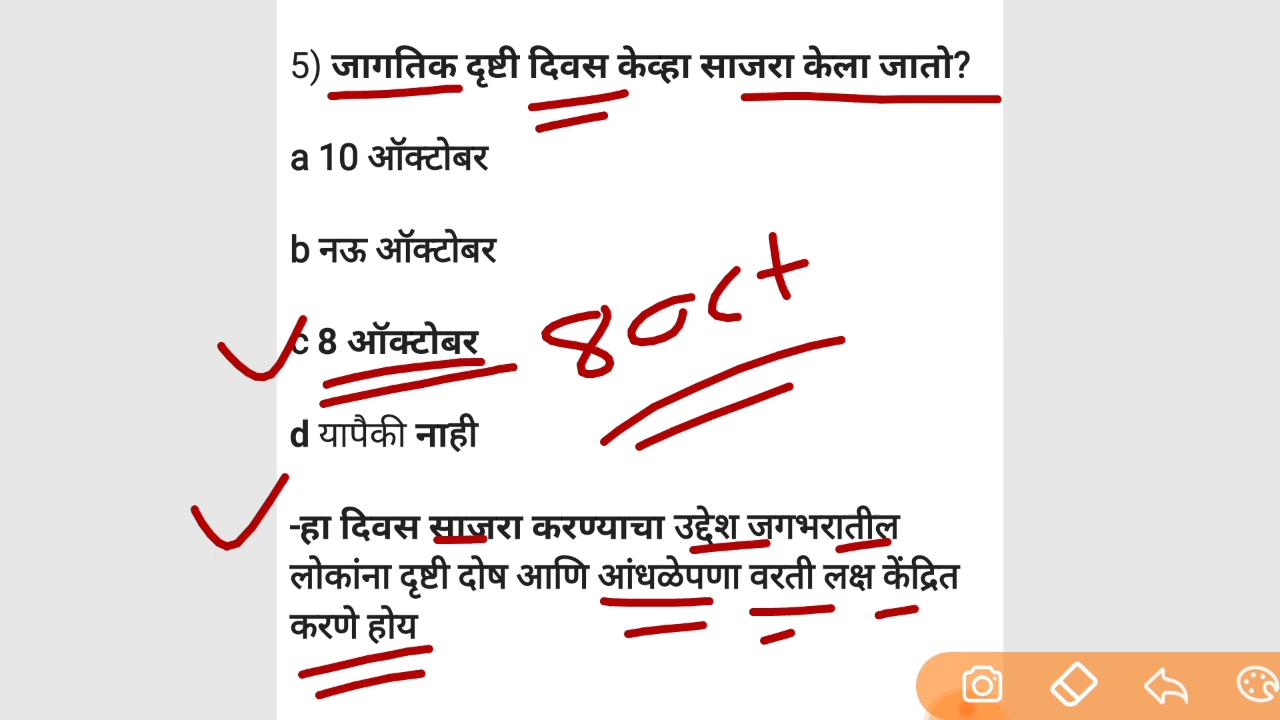 5) जागतिक दृष्टी दिवस केव्हा साजरा केला जातो?
a 10 ऑक्टोबर
b नऊ ऑक्टोबर
c 8 ऑक्टोबर
8 oct
d यापैकी नाही
-हा दिवस साजरा करण्याचा उद्देश जगभरातील
लोकांना दृष्टी दोष आणि आंधळेपणा वरती लक्ष केंद्रित
करणे होय